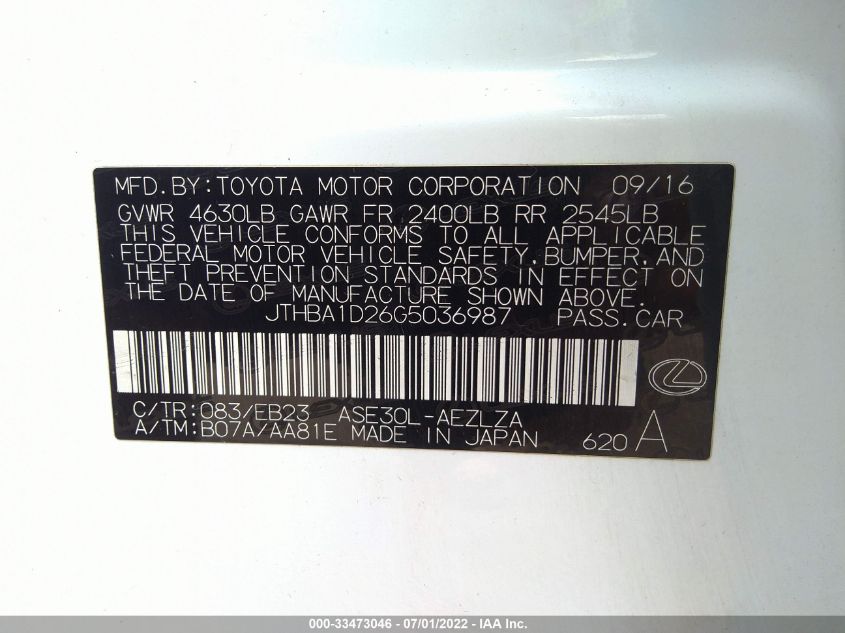 MFD.BY:TOYOTA MOTOR CORPORATION 09/16
GVWR 4630LB GAWR FR 2400LB RR 2545LB
THIS VEHICLE CONFORMS TO ALL APPLICABLE
FEDERAL MOTOR VEHICLE SAFETY,BUMPER,AND
THEFT PREVENTION STANDARDS IN EFFECT ON
THE DATE OF MANUFACTURE SHOWN ABOVE.
JTHBA1D26G5036987 PASS.CAR
C/TR:083/EB23 ASE30L-AEZLZA
A/TM:B07A/AA81E MADE IN JAPAN 620 A
000-33473046 - 07/01/2022 - IAA Inc.